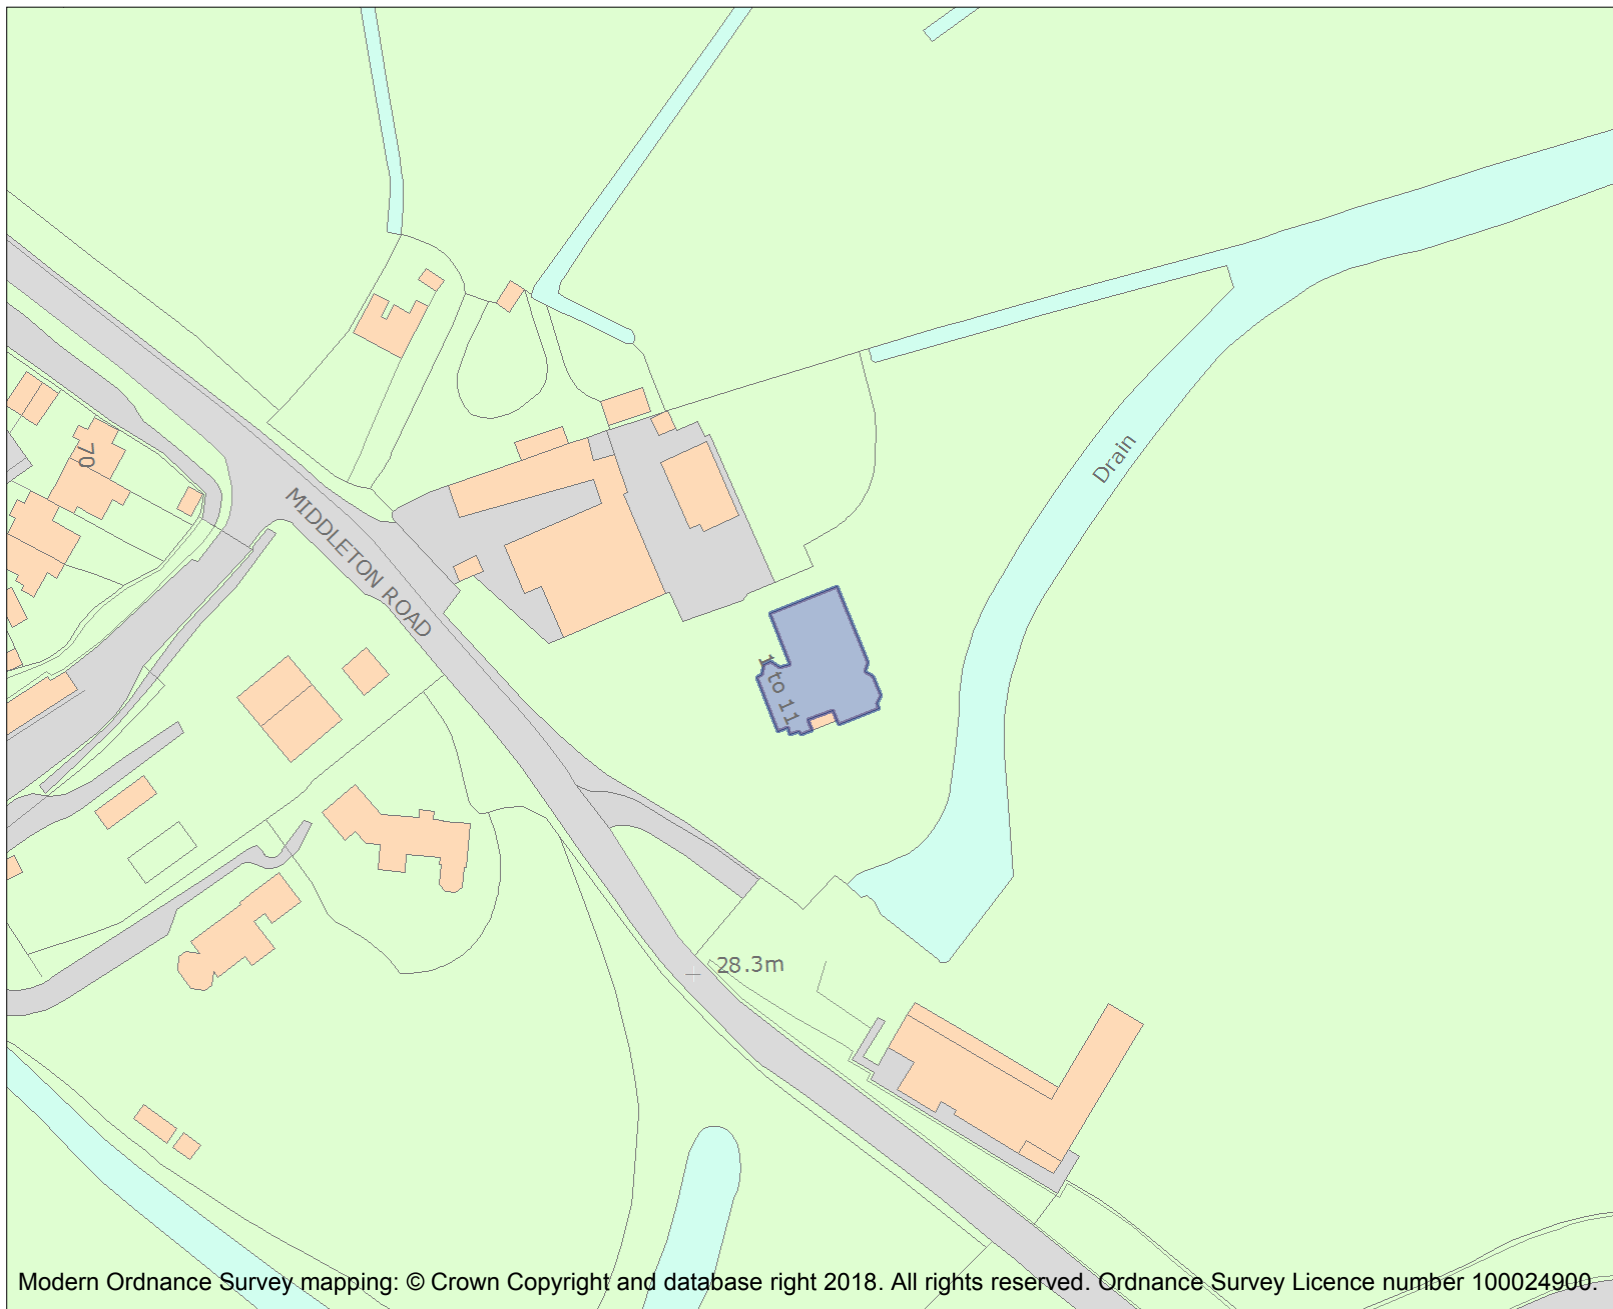 Drain
70
MIDDLETON ROAD
1 to 11
28.3m
Modern Ordnance Survey mapping: © Crown Copyright and database right 2018. All rights reserved. Ordnance Survey Licence number 100024900.